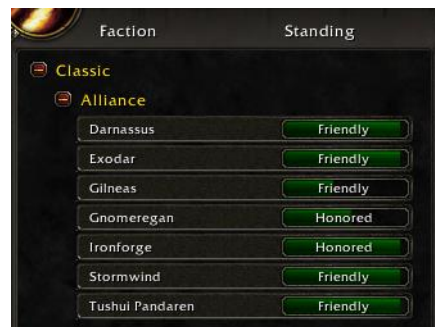 Faction Standing
Classic
Alliance
Darnassus Friendly
Exodar Friendly
Gilneas Friendly
Gnomeregan Honored
Ironforge Honored
Stormwind Friendly
Tushui Pandaren Friendly